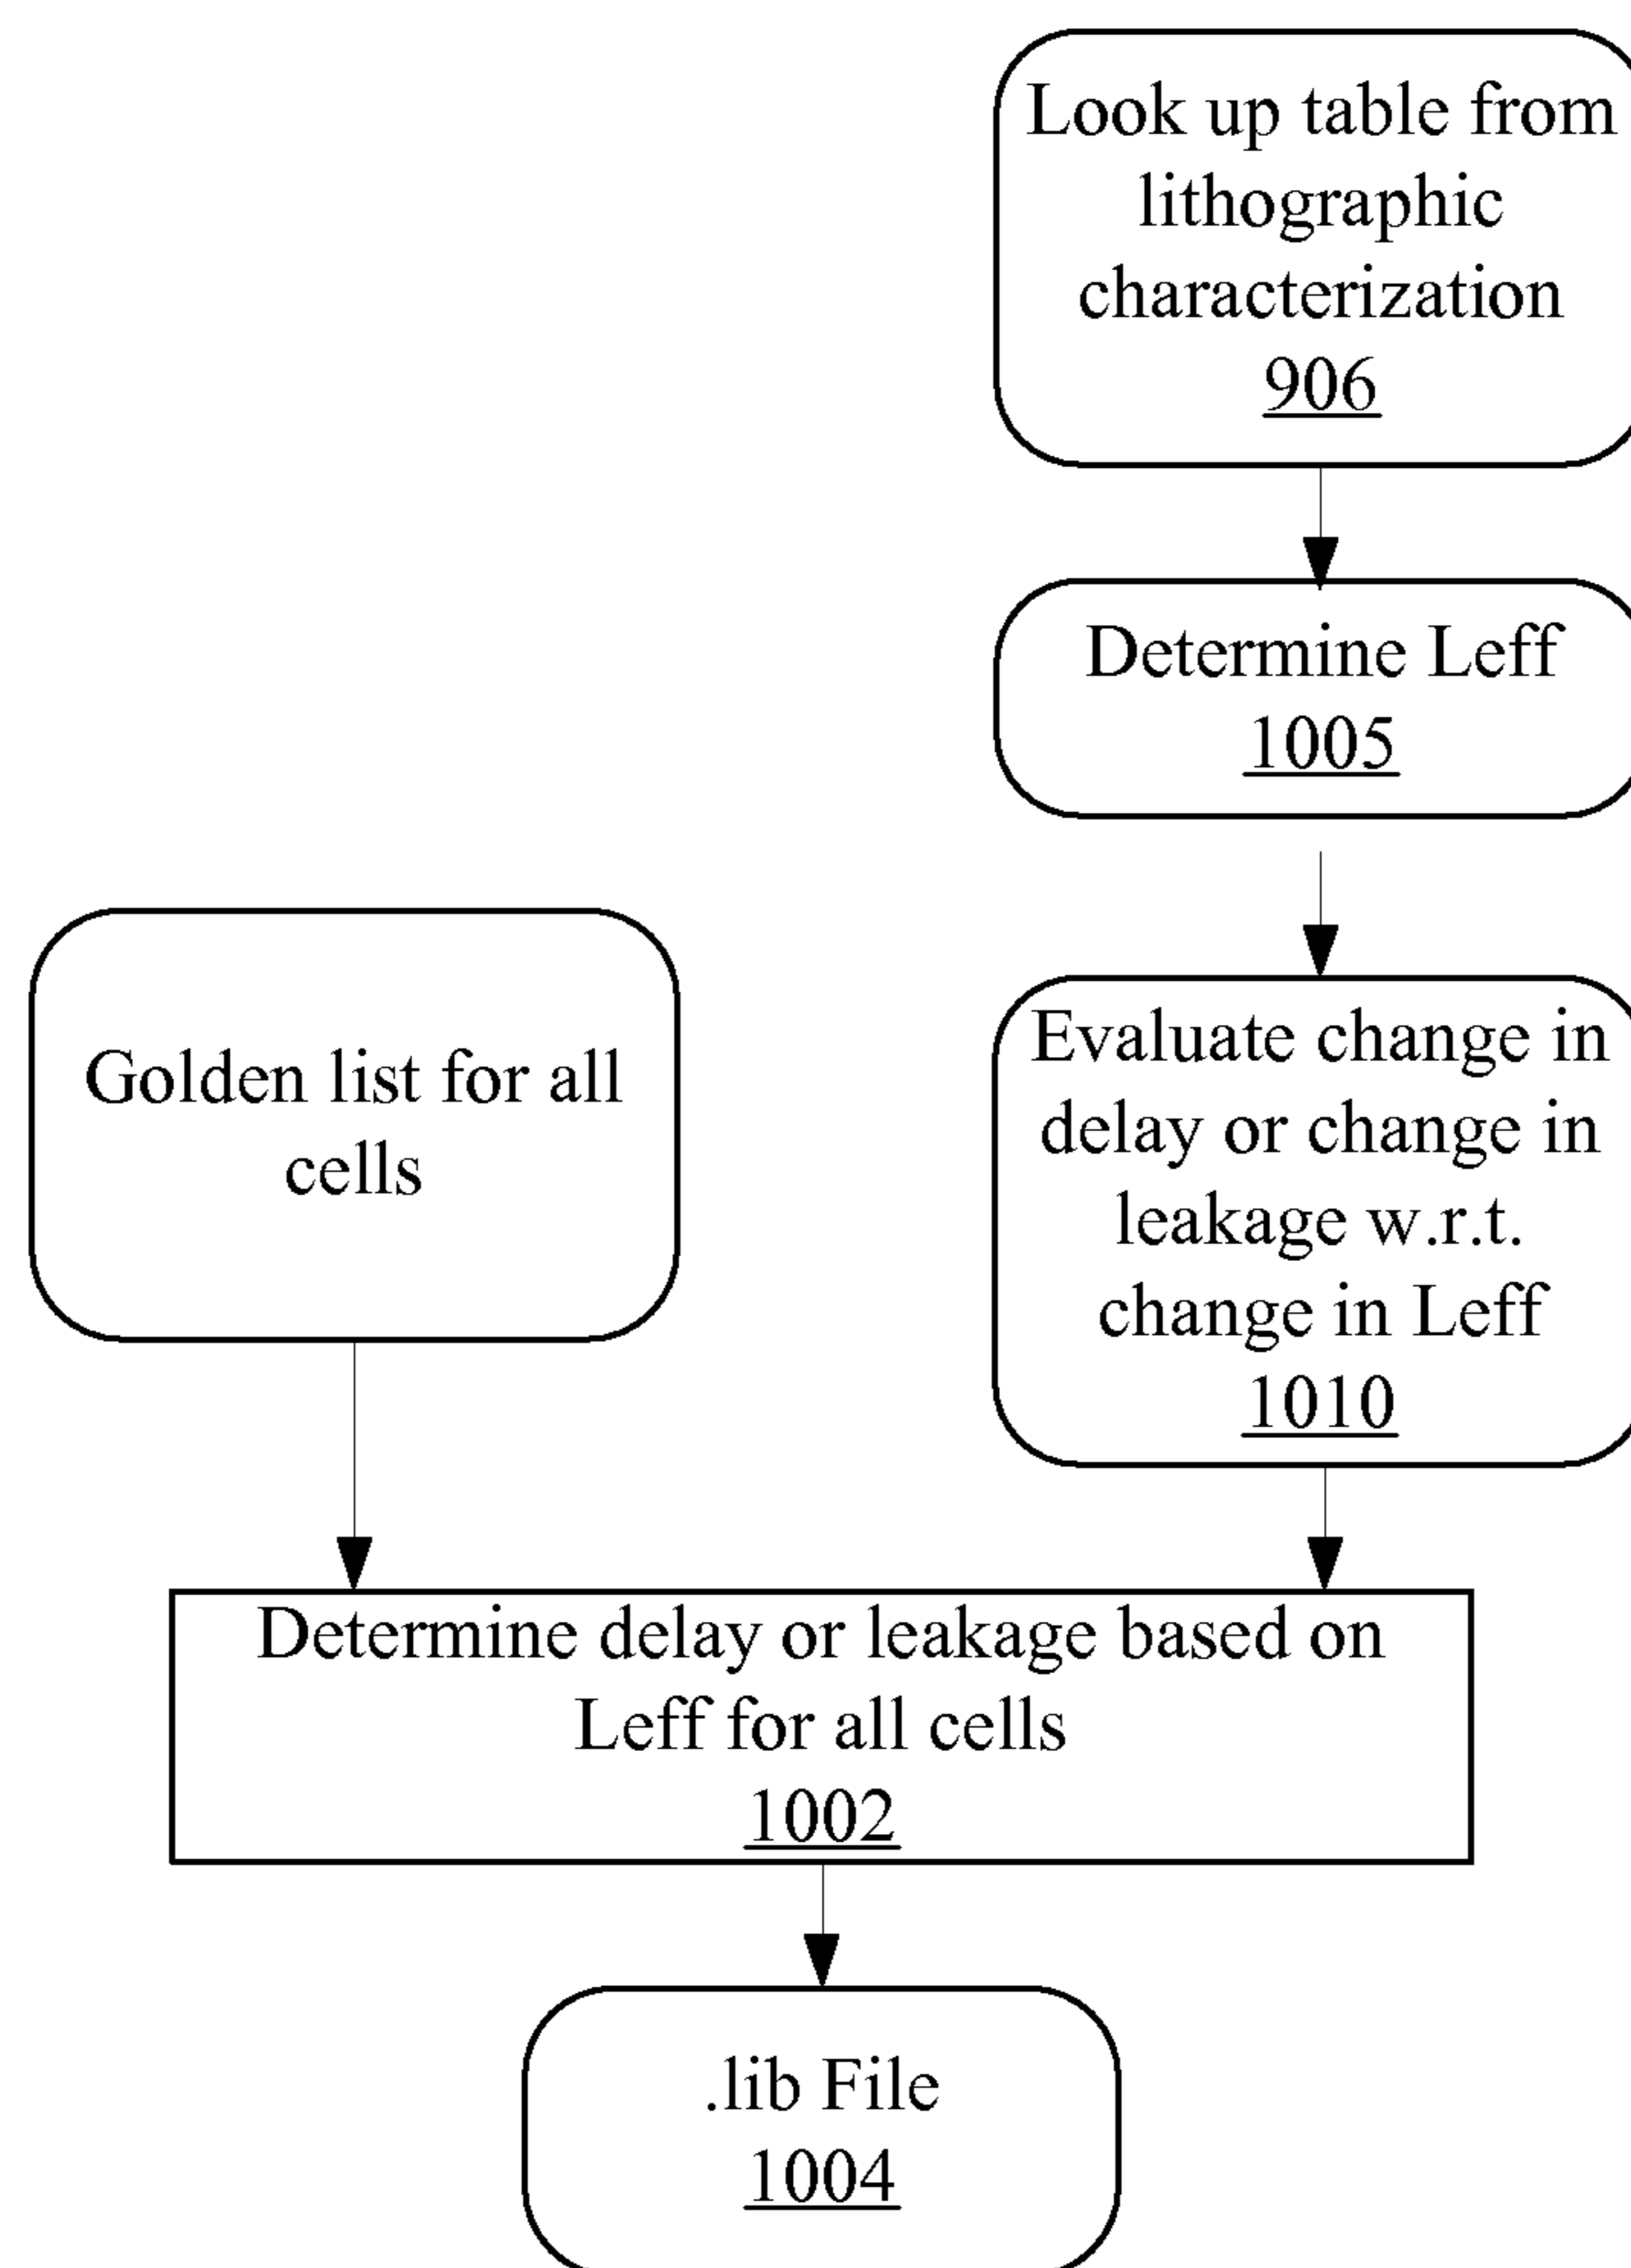 Look up table from
lithographic
characterization
906
Determine Leff
1005
Golden list for all
cells
Evaluate change in
delay or change in
leakage w.r.t.
change in Leff
1010
Determine delay or leakage based on
Leff for all cells
1002
.lib File
1004